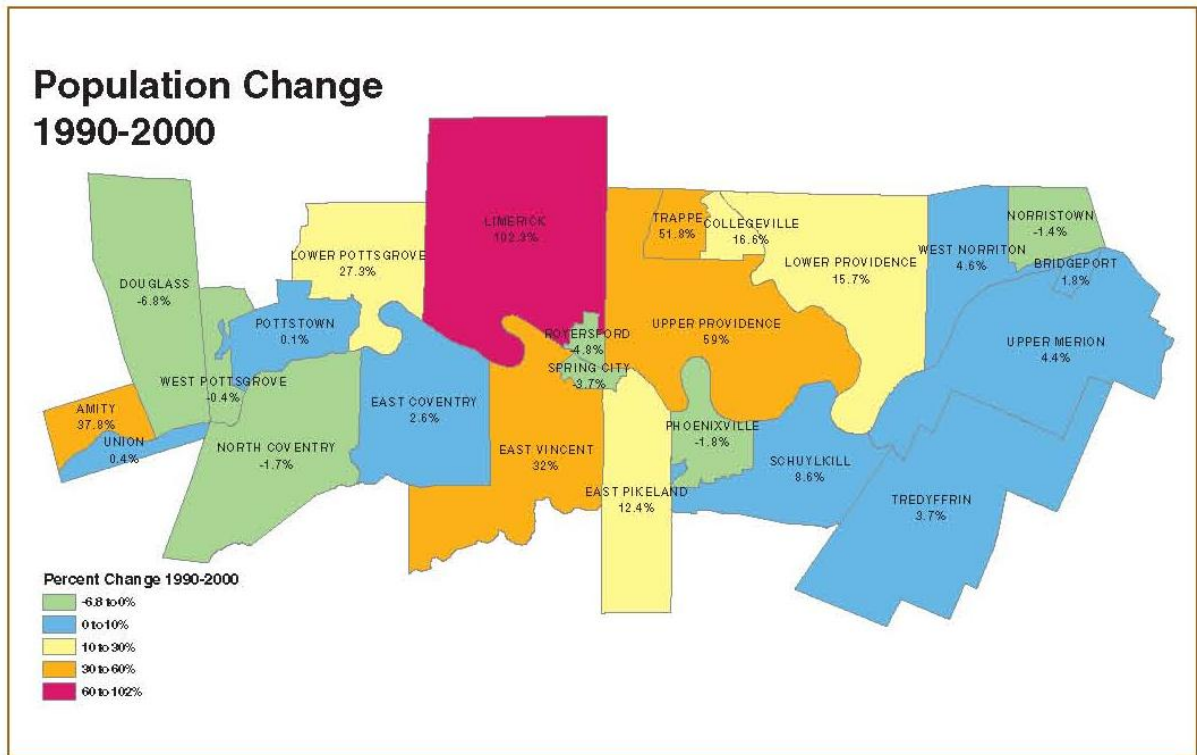 Population Change
1990-2000
LIMERICK
102.3%
TRAPPE
51.8%
COLLEGEVILLE
16.6%
NORRISTOWN
-1.4%
LOWER POTTSGROVE
27.3%
WEST NORRITON
4.6%
LOWER PROVIDENCE
15.7%
BRIDGEPORT
1.8%
DOUGLASS
-6.8%
POTTSTOWN
0.1%
ROYERSFORD
-4.8%
UPPER PROVIDENCE
59%
UPPER MERION
4.4%
SPRING CITY
-3.7%
WEST POTTSGROVE
-0.4%
EAST COVENTRY
2.6%
AMITY
37.8%
UNION
0.4%
NORTH COVENTRY
-1.7%
EAST VINCENT
32%
PHOENIXVILLE
-1.8%
SCHUYLKILL
8.6%
EAST PIKELAND
12.4%
TREDYFFRIN
3.7%
Percent Change 1990-2000
-6.8 to 0%
0 to 10%
10 to 30%
30 to 60%
60 to 102%